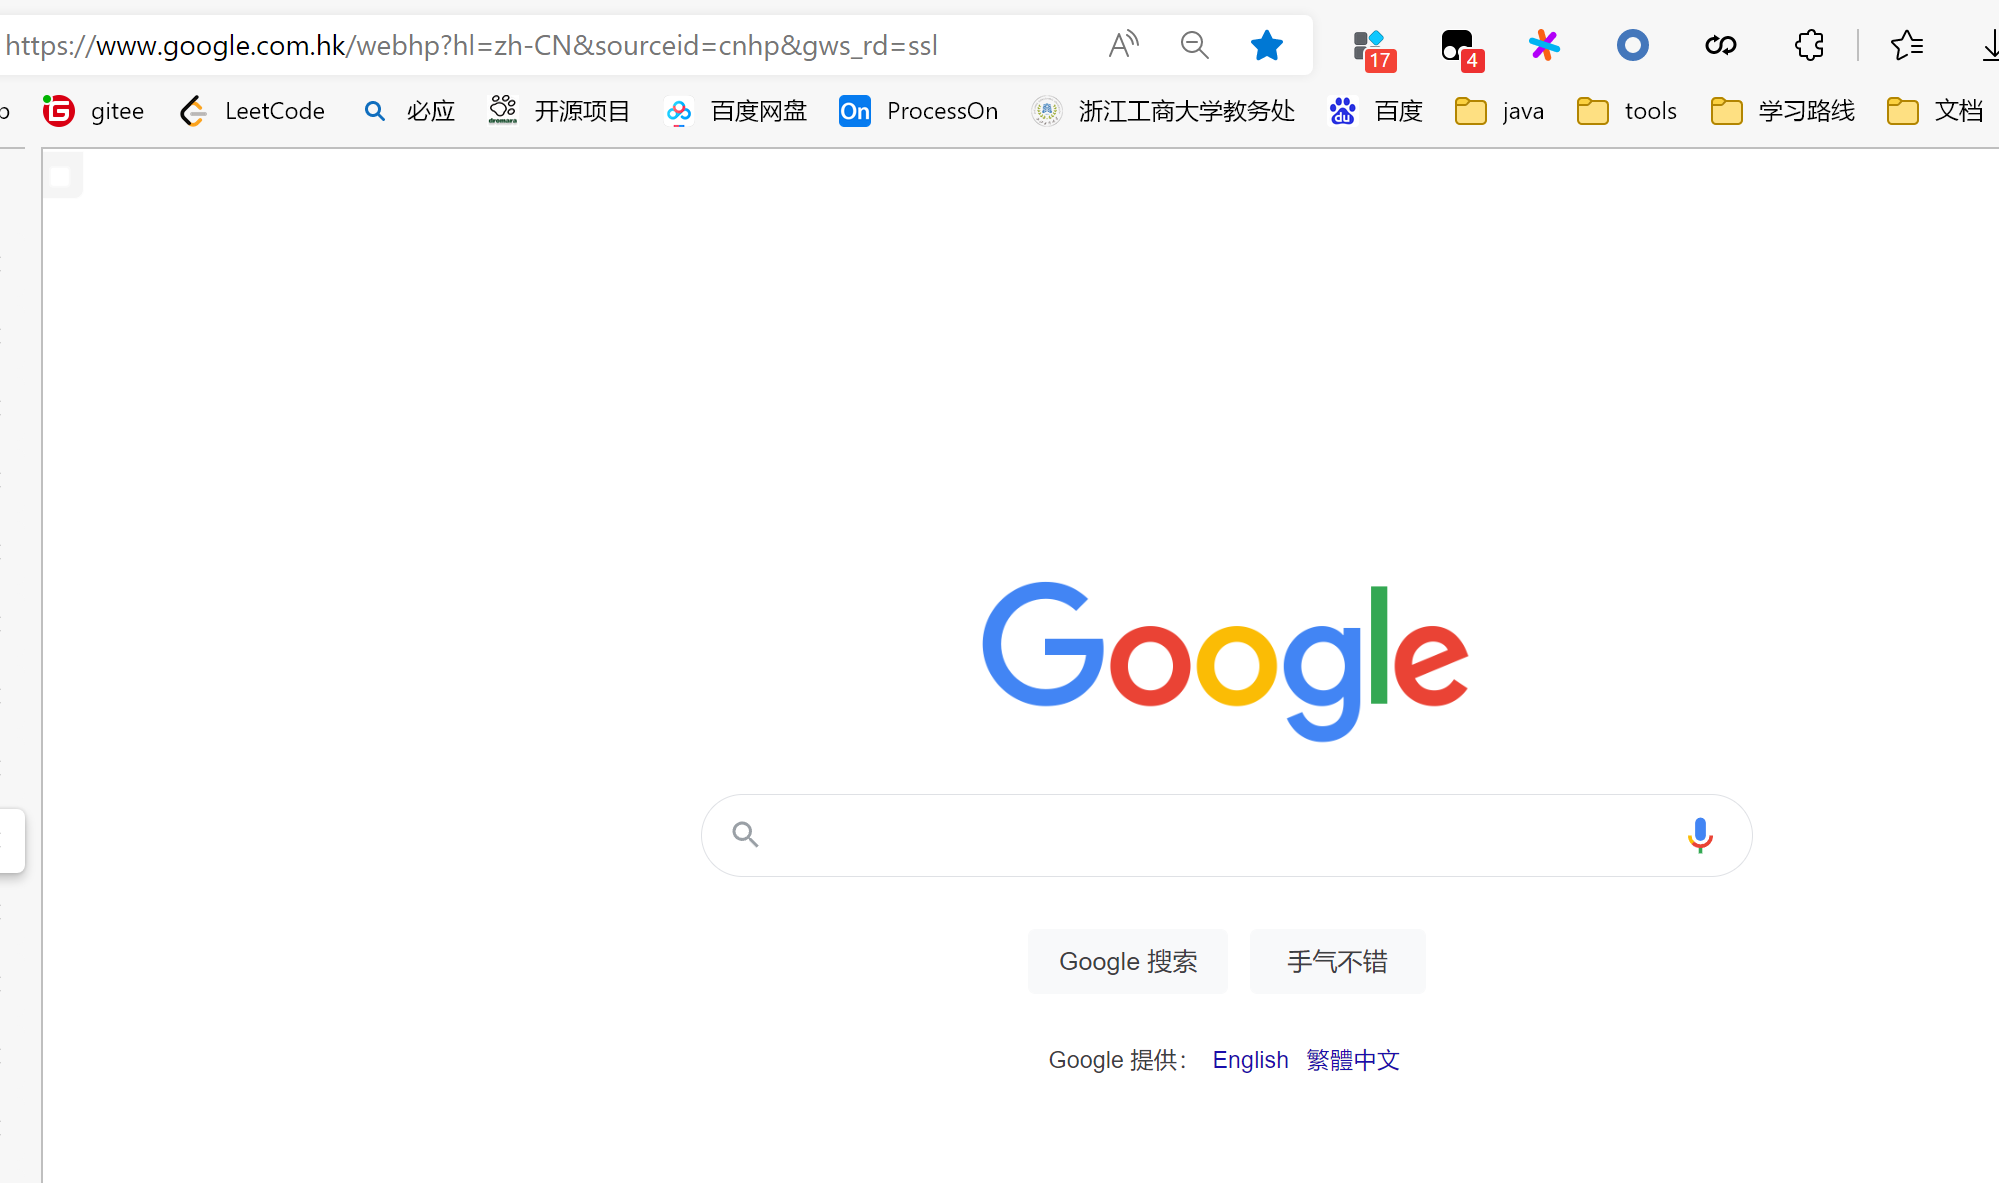 https://www.google.com.hk/webhp?hl=zh-CN&sourceid=cnhp&gws_rd=ssl
17 4
gitee LeetCode 必应 开源项目 百度网盘 On ProcessOn 浙江工商大学教务处 du 百度 java tools 学习路线 文档
Google
Google 搜索 手气不错
Google 提供： English 繁體中文